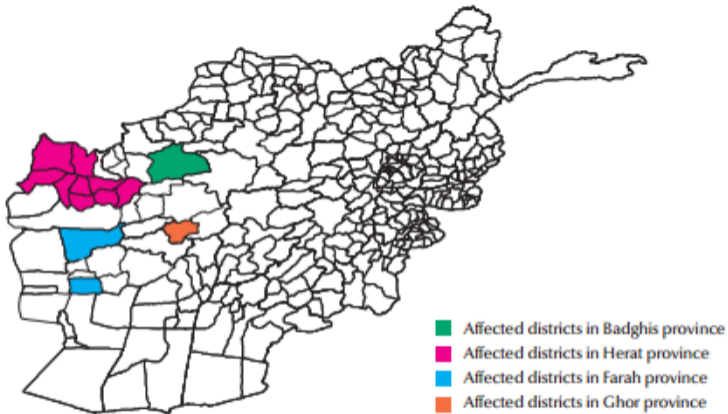 Affected districts in Badghis province
Affected districts in Herat province
Affected districts in Farah province
Affected districts in Ghor province